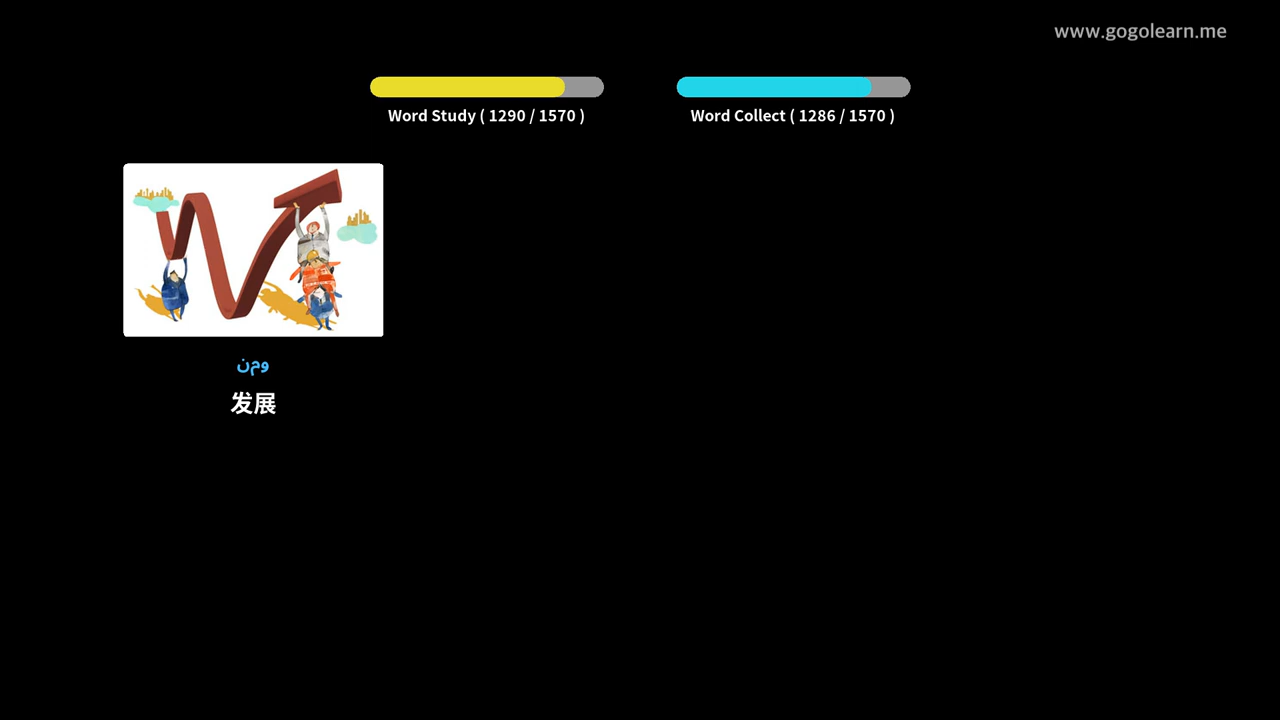 www.gogolearn.me
Word Study ( 1290 / 1570 )
Word Collect ( 1286 / 1570 )
ومن
发展